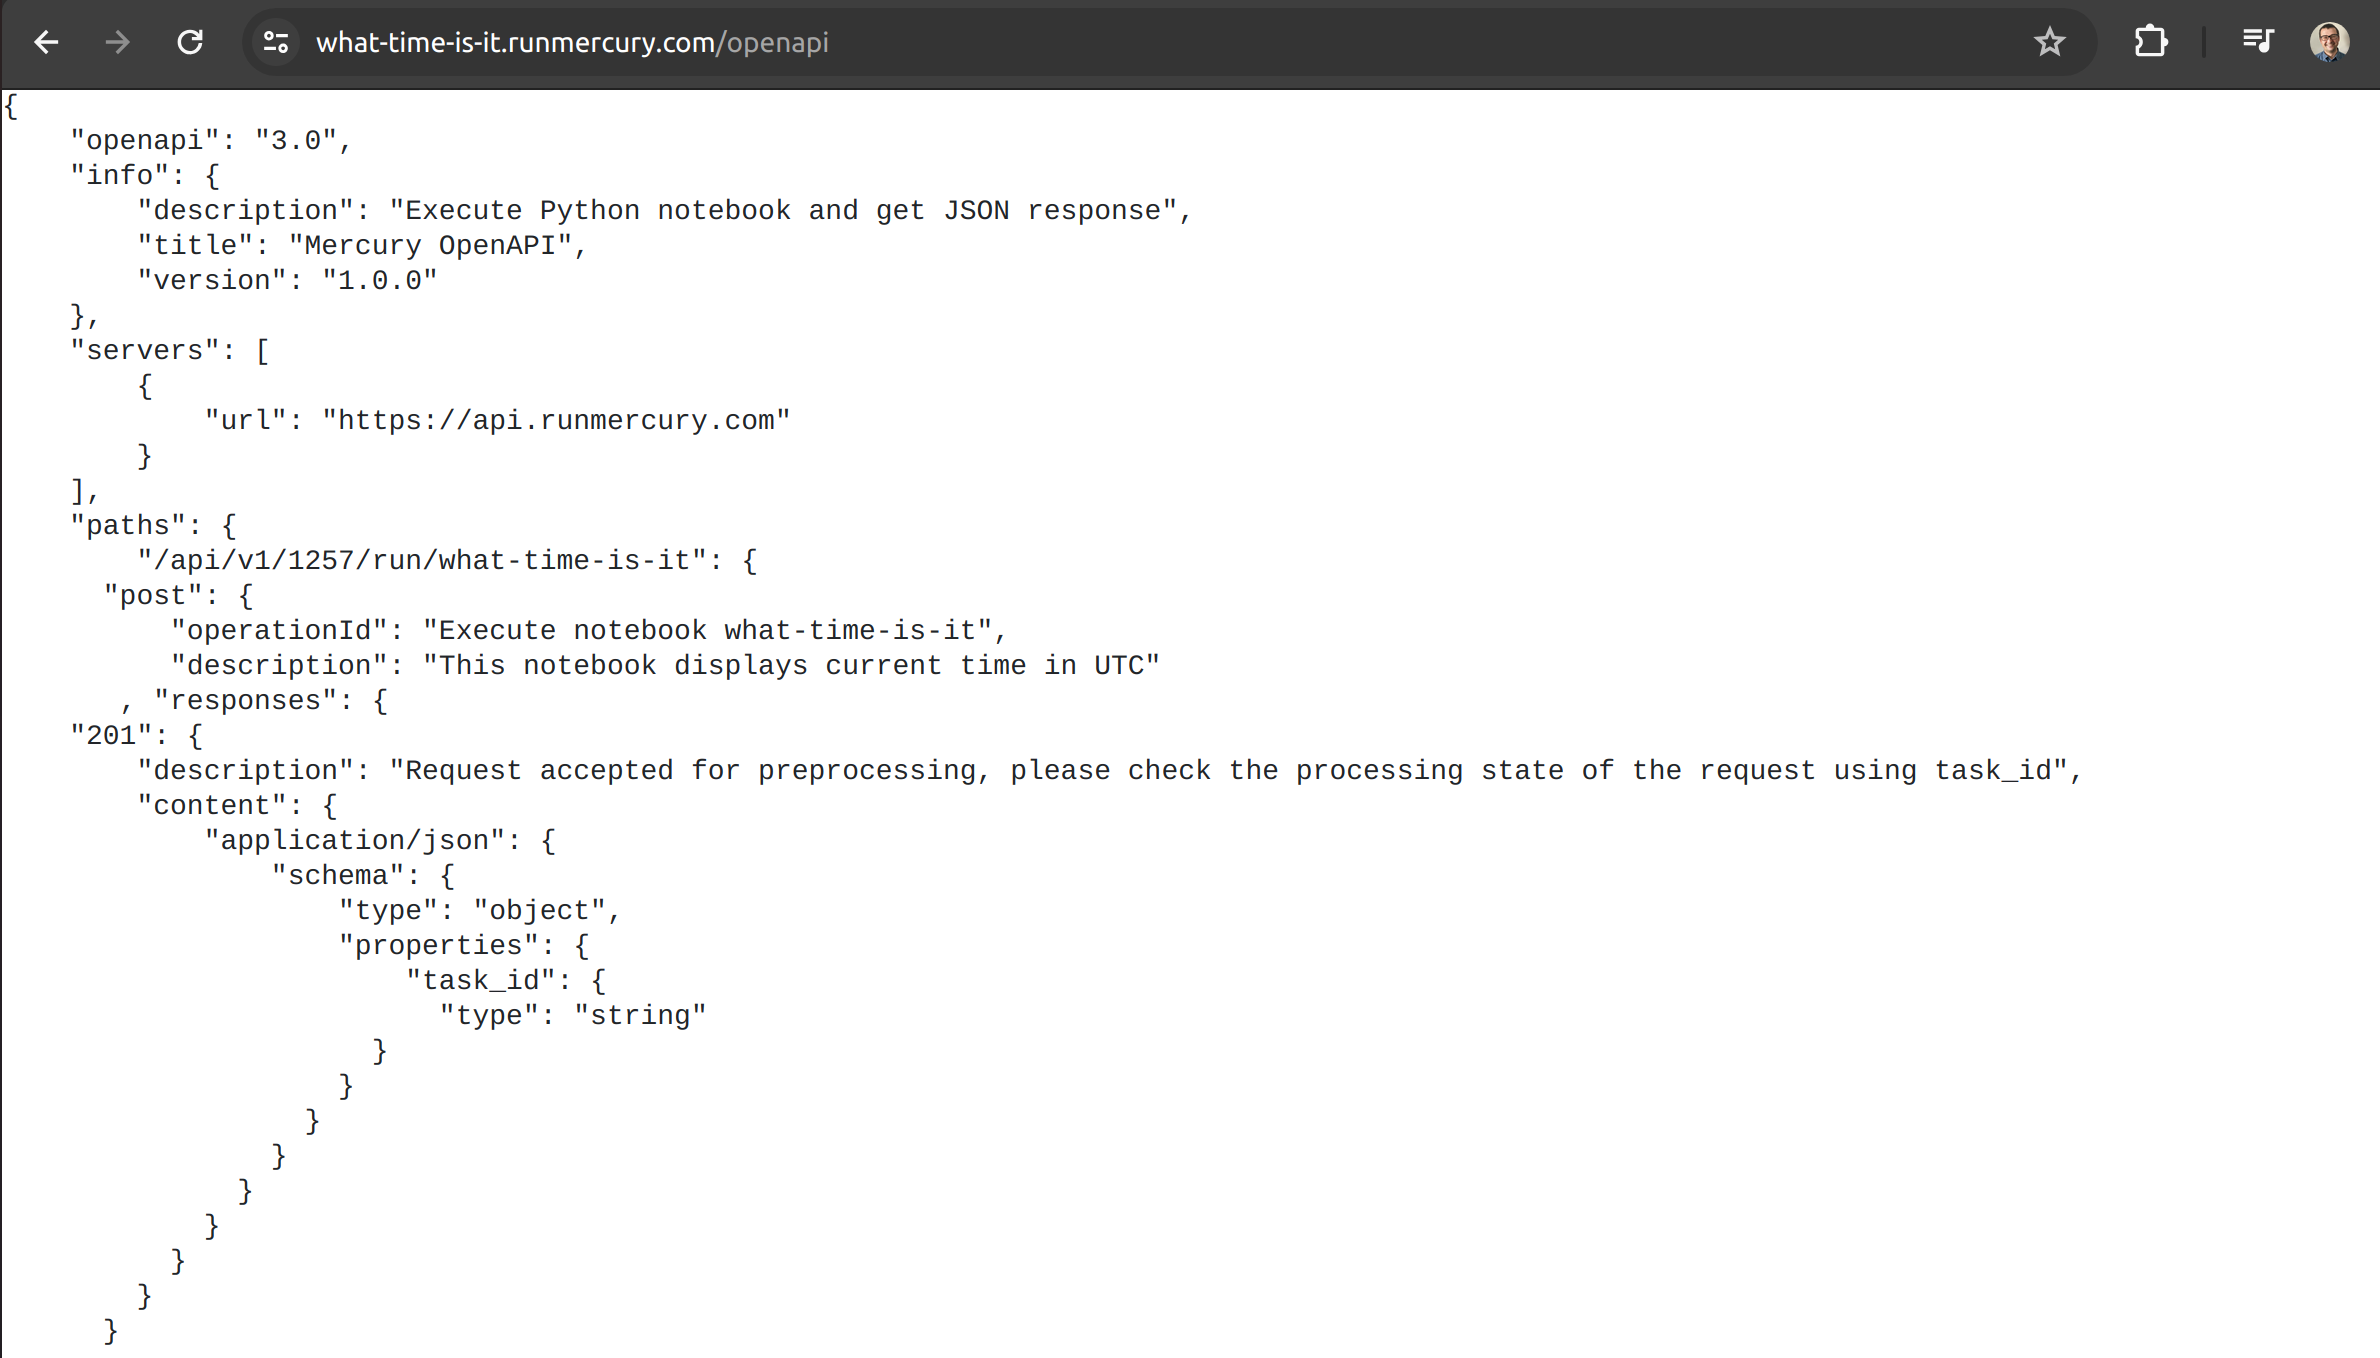 what-time-is-it.runmercury.com/openapi
{
    "openapi": "3.0",
    "info": {
        "description": "Execute Python notebook and get JSON response",
        "title": "Mercury OpenAPI",
        "version": "1.0.0"
    },
    "servers": [
        {
            "url": "https://api.runmercury.com"
        }
    ],
    "paths": {
        "/api/v1/1257/run/what-time-is-it": {
      "post": {
          "operationId": "Execute notebook what-time-is-it",
          "description": "This notebook displays current time in UTC"
       , "responses": {
    "201": {
        "description": "Request accepted for preprocessing, please check the processing state of the request using task_id",
        "content": {
            "application/json": {
                "schema": {
                    "type": "object",
                    "properties": {
                        "task_id": {
                          "type": "string"
                      }
                    }
                  }
                }
              }
            }
          }
        }
      }